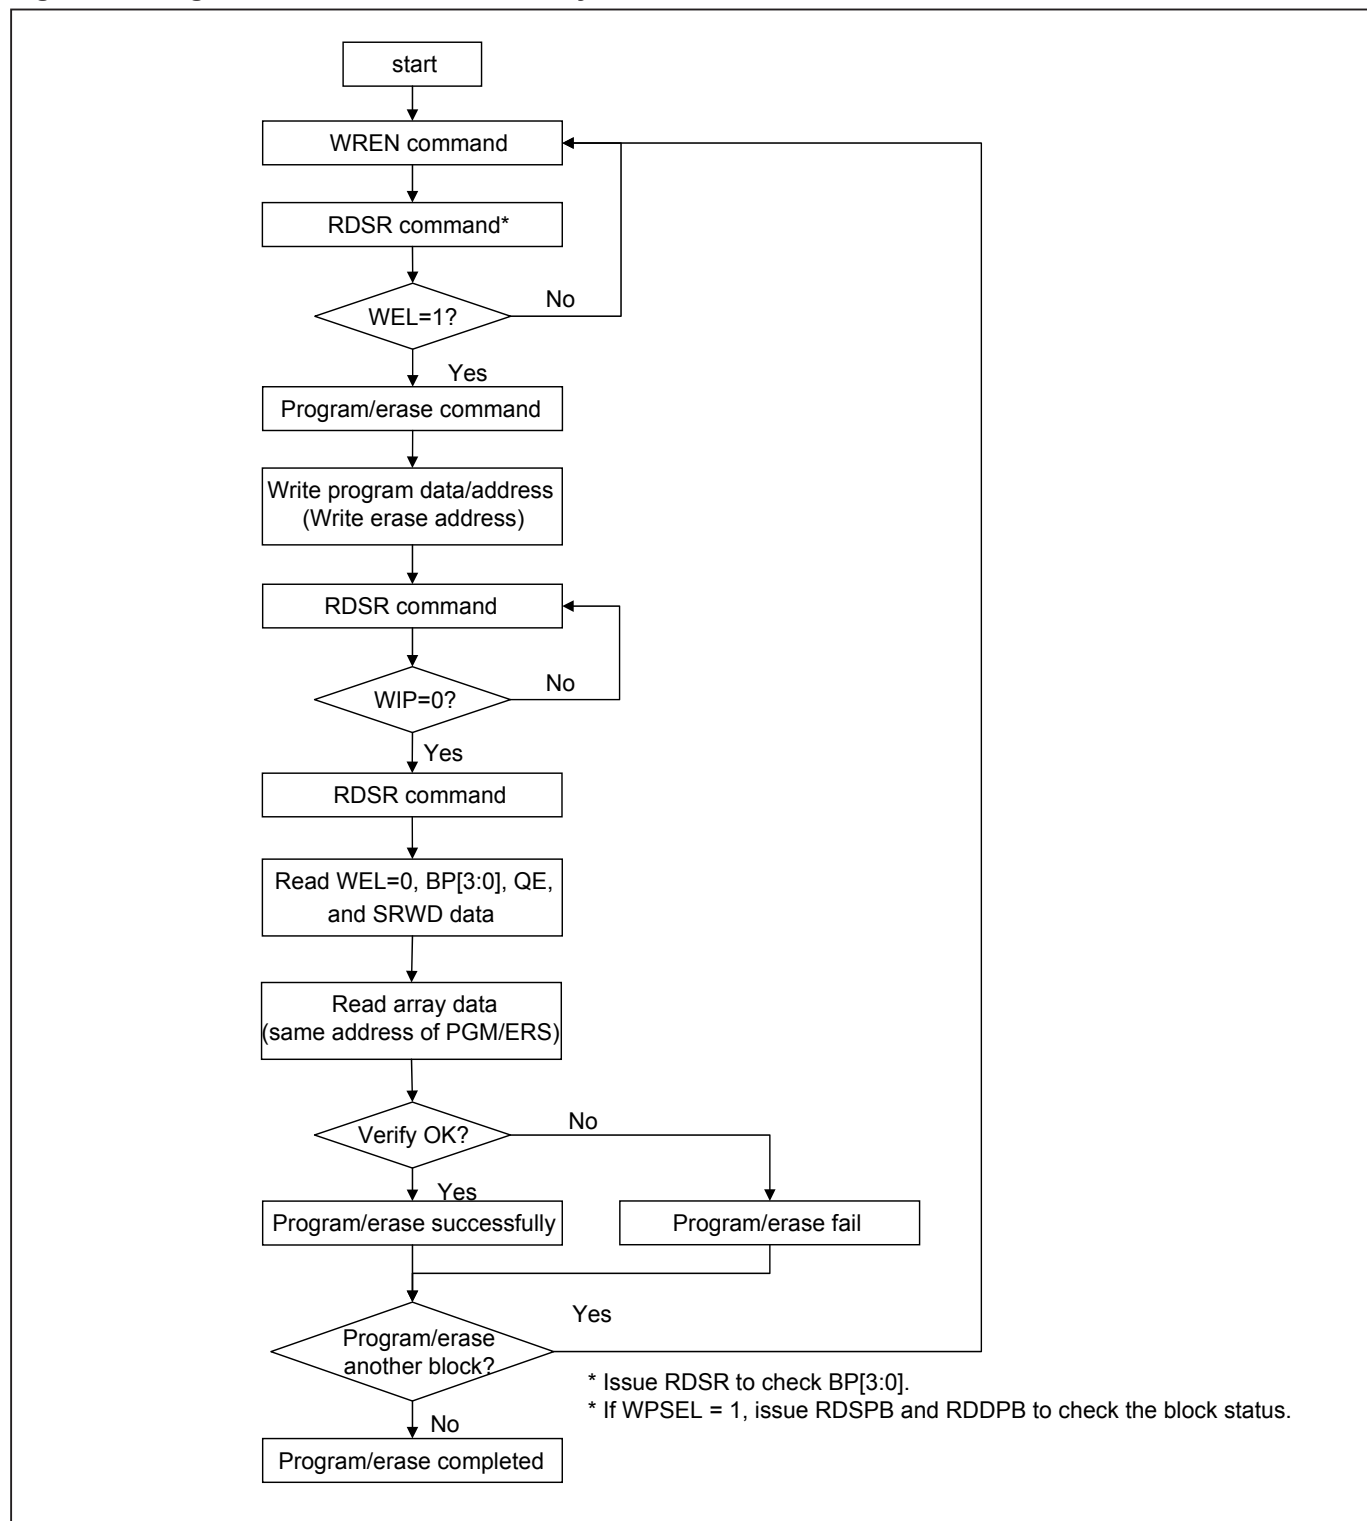 start
WREN command
RDSR command*
WEL=1?
No
Yes
Program/erase command
Write program data/address
(Write erase address)
RDSR command
WIP=0?
No
Yes
RDSR command
Read WEL=0, BP[3:0], QE,
and SRWD data
Read array data
(same address of PGM/ERS)
Verify OK?
No
Yes
Program/erase successfully
Program/erase fail
Program/erase
another block?
Yes
* Issue RDSR to check BP[3:0].
* If WPSEL = 1, issue RDSPB and RDDPB to check the block status.
No
Program/erase completed